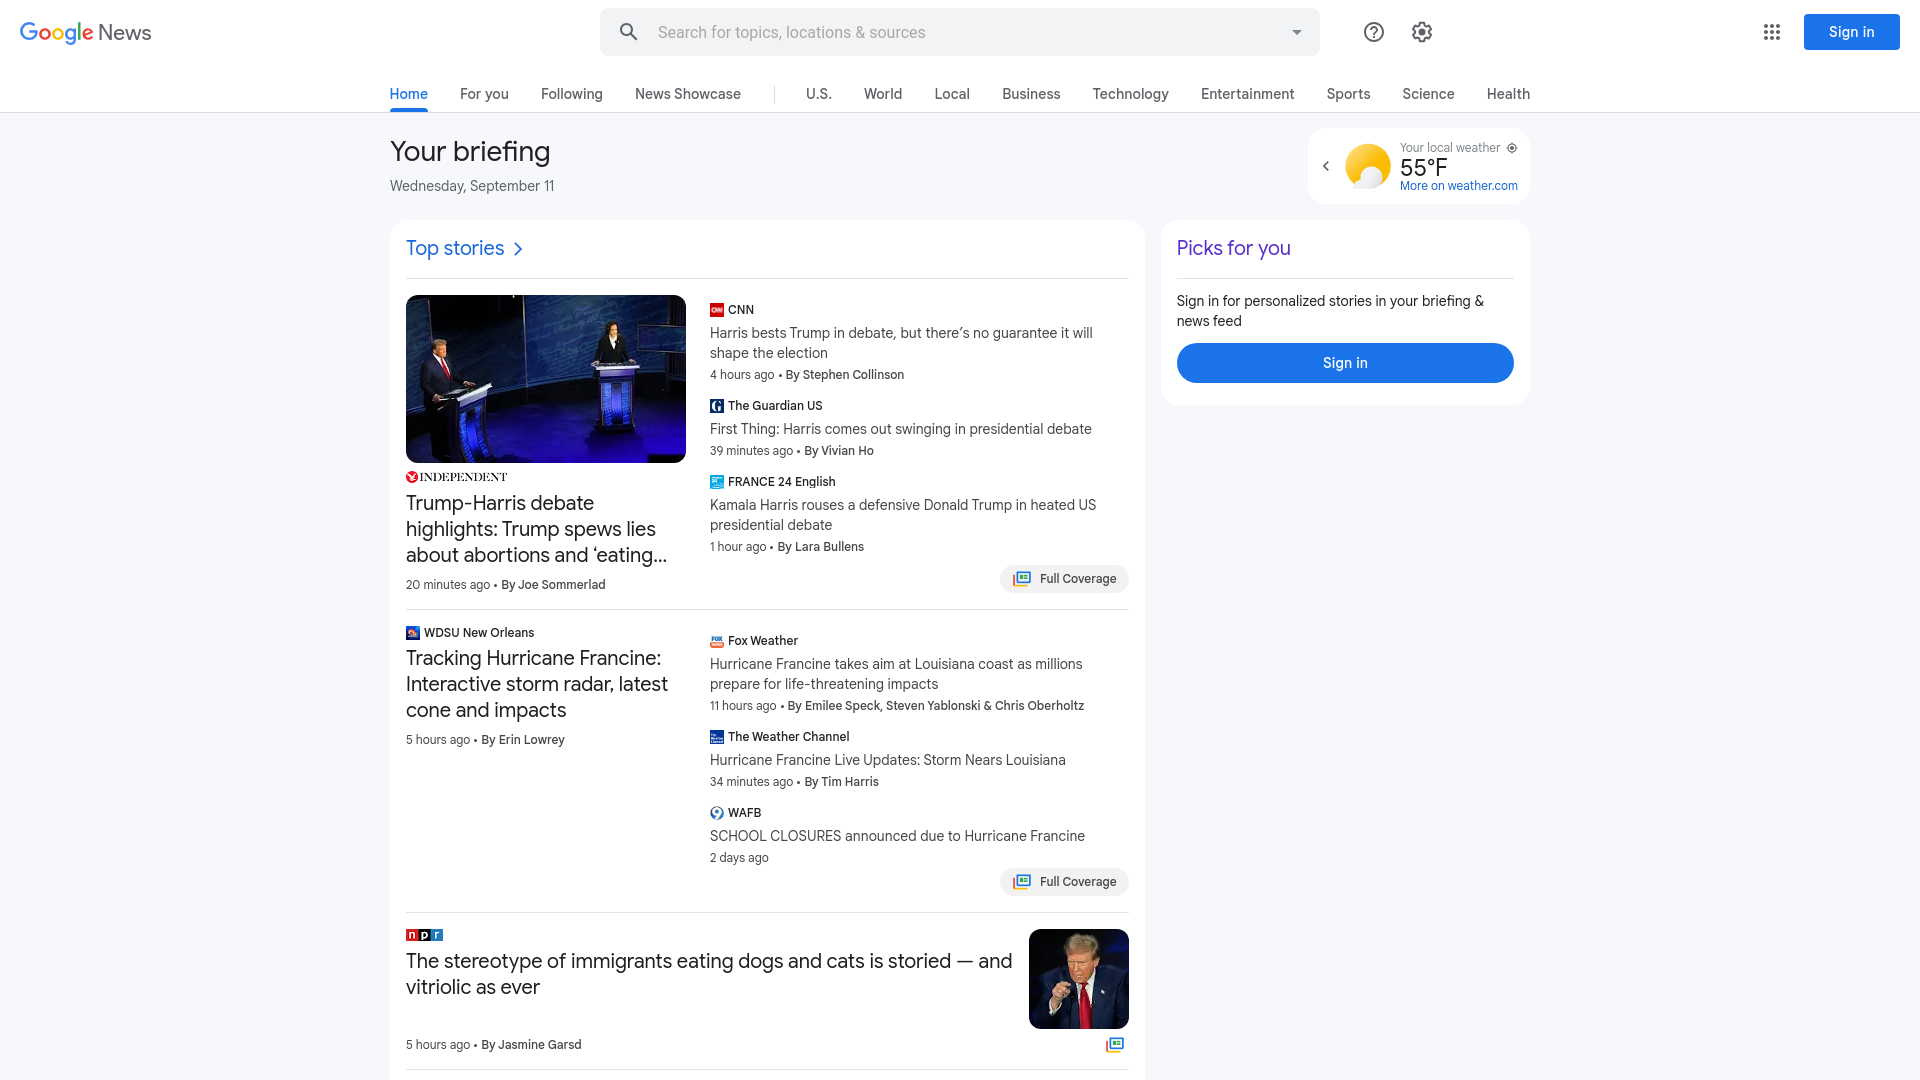 Google News
Search for topics, locations & sources
Sign in
Home
For you
Following
News Showcase
U.S.
World
Local
Business
Technology
Entertainment
Sports
Science
Health
Your briefing
Wednesday, September 11
Your local weather
55°F
More on weather.com
Top stories
INDEPENDENT
Trump-Harris debate
highlights: Trump spews lies
about abortions and ‘eating...
20 minutes ago • By Joe Sommerlad
CNN
Harris bests Trump in debate, but there’s no guarantee it will
shape the election
4 hours ago • By Stephen Collinson
The Guardian US
First Thing: Harris comes out swinging in presidential debate
39 minutes ago • By Vivian Ho
FRANCE 24 English
Kamala Harris rouses a defensive Donald Trump in heated US
presidential debate
1 hour ago • By Lara Bullens
Full Coverage
WDSU New Orleans
Tracking Hurricane Francine:
Interactive storm radar, latest
cone and impacts
5 hours ago • By Erin Lowrey
Fox Weather
Hurricane Francine takes aim at Louisiana coast as millions
prepare for life-threatening impacts
11 hours ago • By Emilee Speck, Steven Yablonski & Chris Oberholtz
The Weather Channel
Hurricane Francine Live Updates: Storm Nears Louisiana
34 minutes ago • By Tim Harris
WAFB
SCHOOL CLOSURES announced due to Hurricane Francine
2 days ago
Full Coverage
npr
The stereotype of immigrants eating dogs and cats is storied — and
vitriolic as ever
5 hours ago • By Jasmine Garsd
Picks for you
Sign in for personalized stories in your briefing &
news feed
Sign in